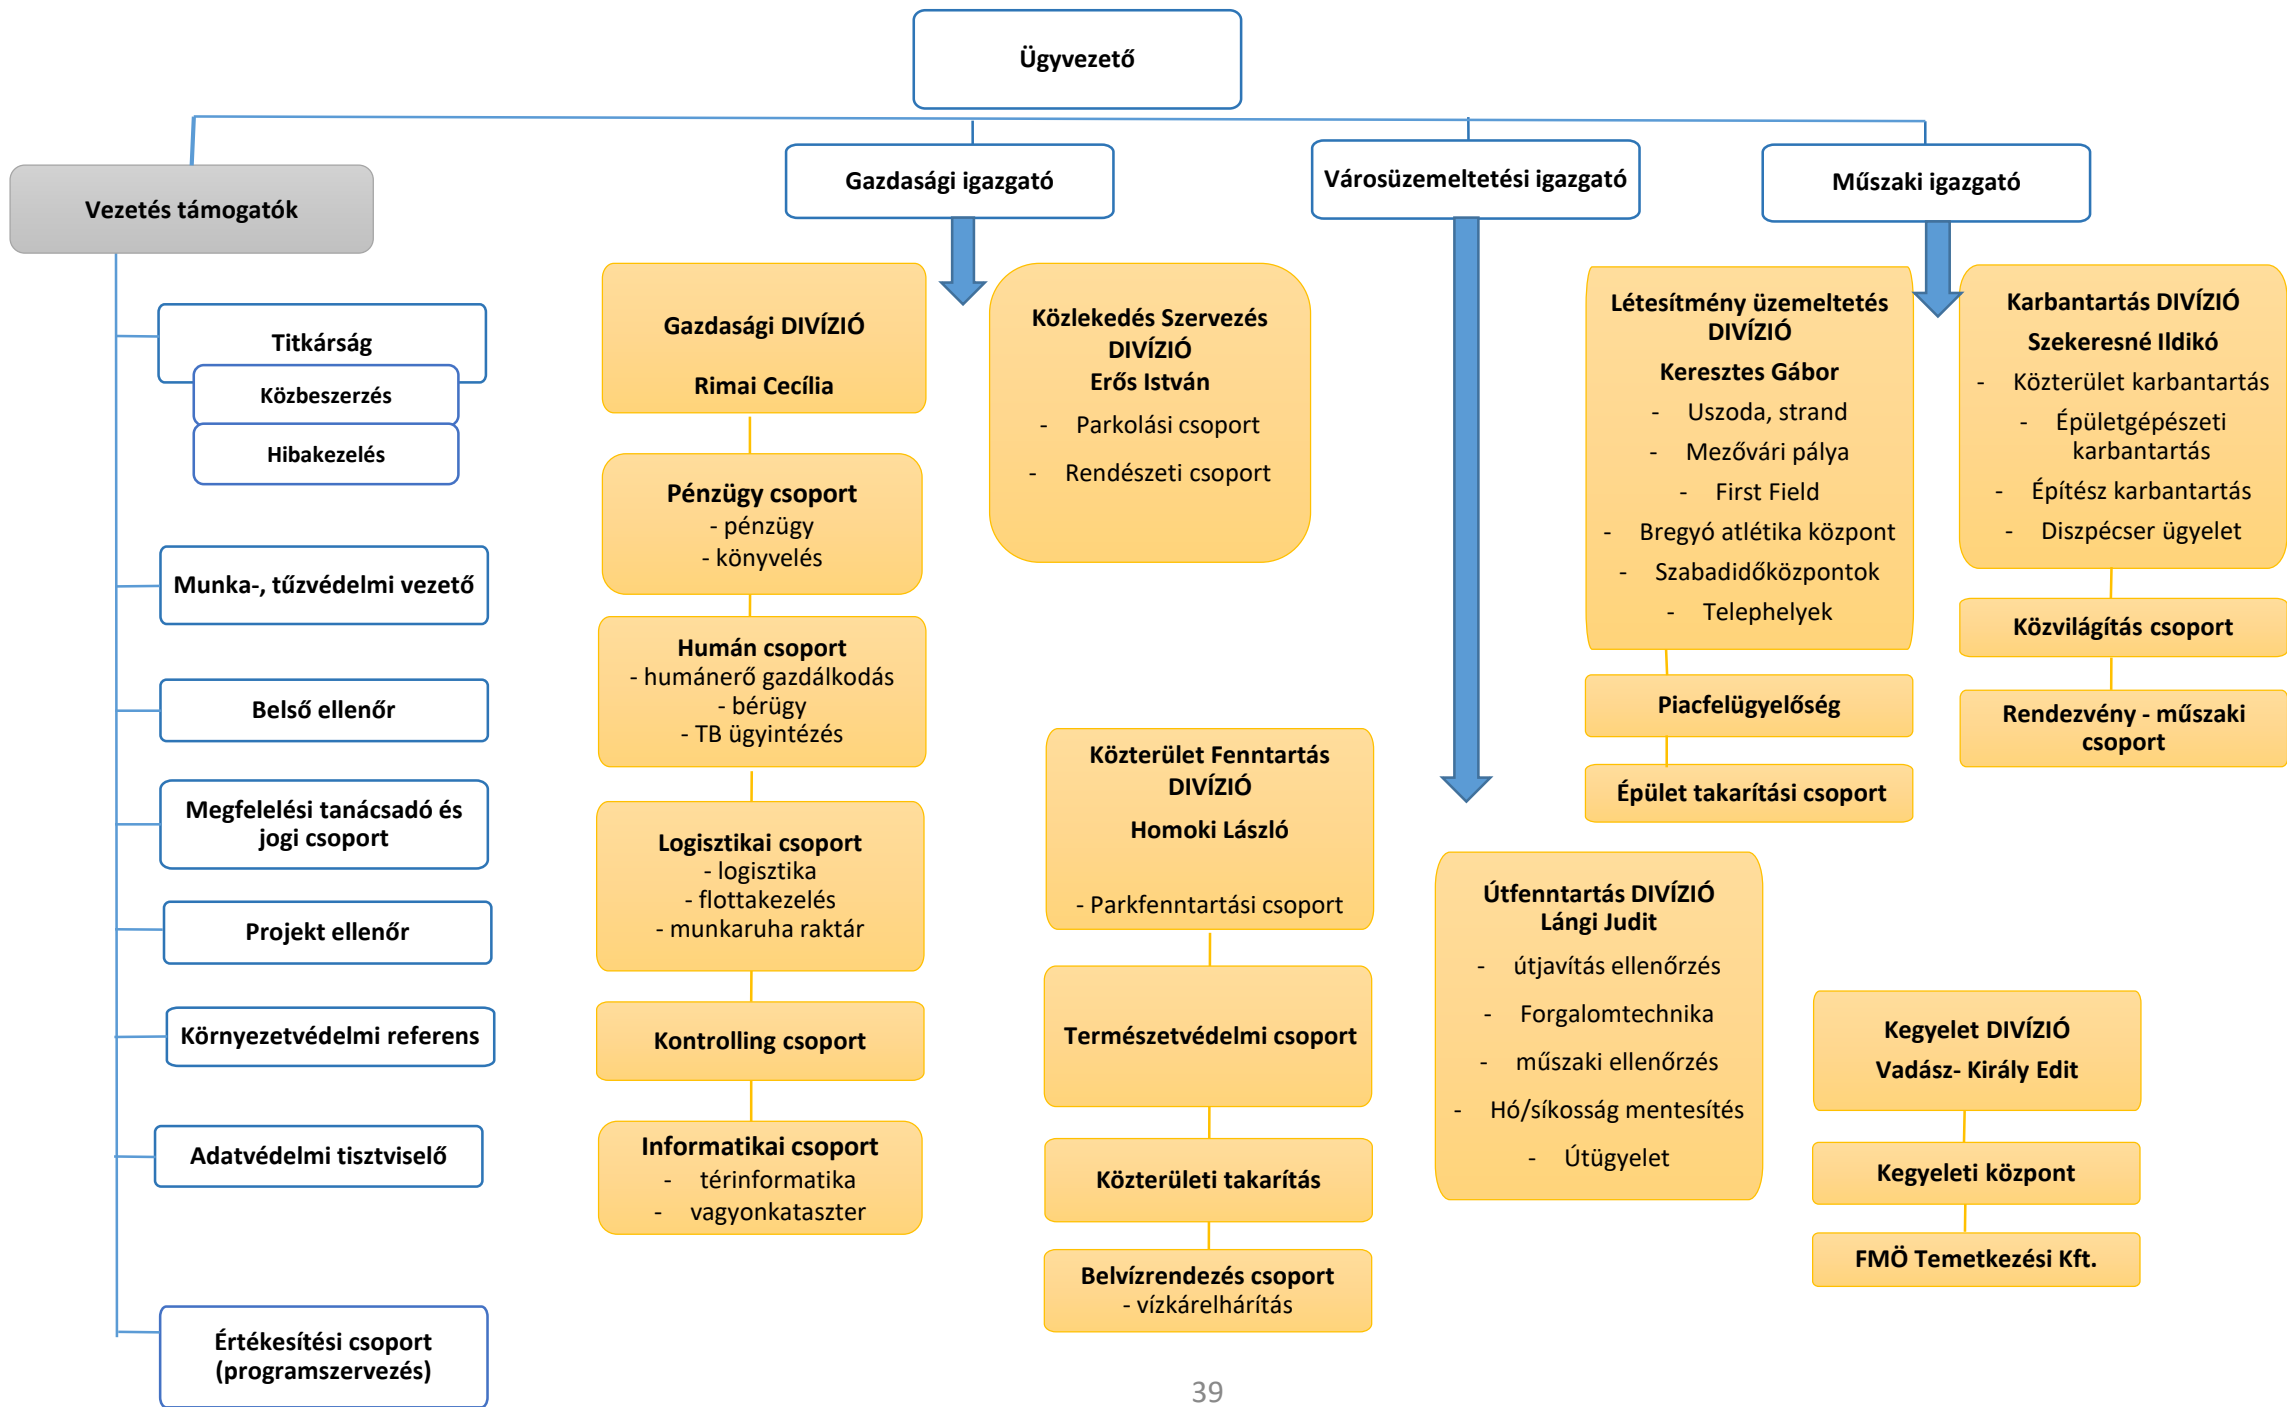 Ügyvezető
Vezetés támogatók
Gazdasági igazgató
Városüzemeltetési igazgató
Műszaki igazgató
Titkárság
Közbeszerzés
Hibakezelés
Munka-, tűzvédelmi vezető
Belső ellenőr
Megfelelési tanácsadó és
jogi csoport
Projekt ellenőr
Környezetvédelmi referens
Adatvédelmi tisztviselő
Értékesítési csoport
(programszervezés)
Gazdasági DIVÍZIÓ
Rimai Cecília
Pénzügy csoport
- pénzügy
- könyvelés
Humán csoport
- humánerő gazdálkodás
- bérügy
- TB ügyintézés
Logisztikai csoport
- logisztika
- flottakezelés
- munkaruha raktár
Kontrolling csoport
Informatikai csoport
- térinformatika
- vagyonkataszter
Közlekedés Szervezés
DIVÍZIÓ
Erős István
- Parkolási csoport
- Rendészeti csoport
Közterület Fenntartás
DIVÍZIÓ
Homoki László
- Parkfenntartási csoport
Természetvédelmi csoport
Közterületi takarítás
Belvízrendezés csoport
- vízkárelhárítás
Útfenntartás DIVÍZIÓ
Lángi Judit
- útjavítás ellenőrzés
- Forgalomtechnika
- műszaki ellenőrzés
- Hó/síkosság mentesítés
- Útügyelet
Létesítmény üzemeltetés
DIVÍZIÓ
Keresztes Gábor
- Uszoda, strand
- Mezővári pálya
- First Field
- Bregyó atlétika központ
- Szabadidőközpontok
- Telephelyek
Piacfelügyelőség
Épület takarítási csoport
Karbantartás DIVÍZIÓ
Szekeresné Ildikó
- Közterület karbantartás
- Épületgépészeti
karbantartás
- Építész karbantartás
- Diszpécser ügyelet
Közvilágítás csoport
Rendezvény - műszaki
csoport
Kegyelet DIVÍZIÓ
Vadász- Király Edit
Kegyeleti központ
FMÖ Temetkezési Kft.
39